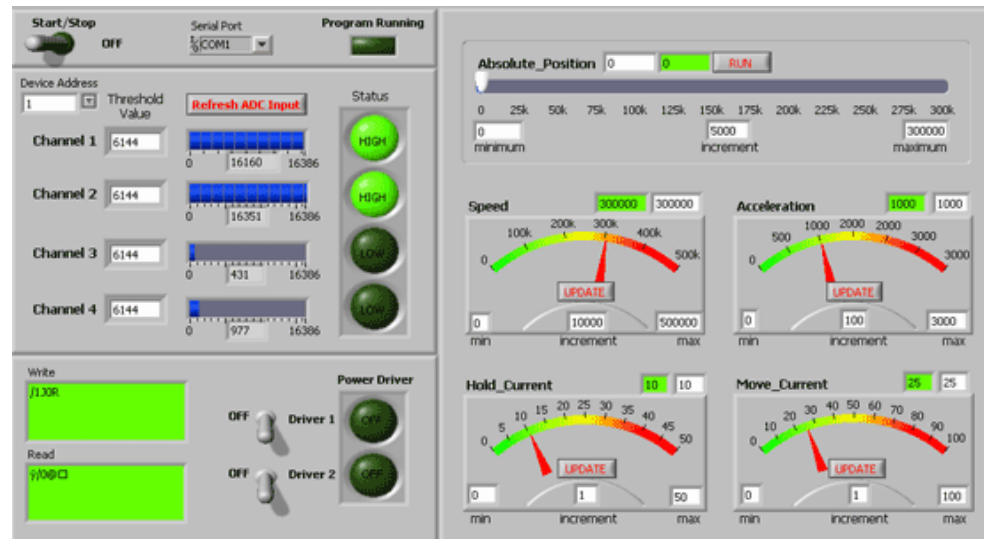 Start/Stop
OFF
Serial Port
COM1
Program Running
Device Address
1
Threshold
Value
Refresh ADC Input
Status
Channel 1 6144
0 16160 16386
HIGH
Channel 2 6144
0 16351 16386
HIGH
Channel 3 6144
0 431 16386
LOW
Channel 4 6144
0 977 16386
LOW
Write
Read
Power Driver
OFF Driver 1 OFF
OFF Driver 2 OFF
Absolute_Position 0 0 RUN
0 25k 50k 75k 100k 125k 150k 175k 200k 225k 250k 275k 300k
0 5000 300000
minimum increment maximum
Speed 300000 300000
0 100k 200k 300k 400k 500k
UPDATE
0 10000 500000
min increment max
Acceleration 1000 1000
0 500 1000 2000 2000 3000 3000
UPDATE
0 100 3000
min increment max
Hold_Current 10 10
0 5 10 15 20 25 30 35 40 45 50
UPDATE
0 1 50
min increment max
Move_Current 25 25
0 10 20 30 40 50 60 70 80 90 100
UPDATE
0 1 100
min increment max